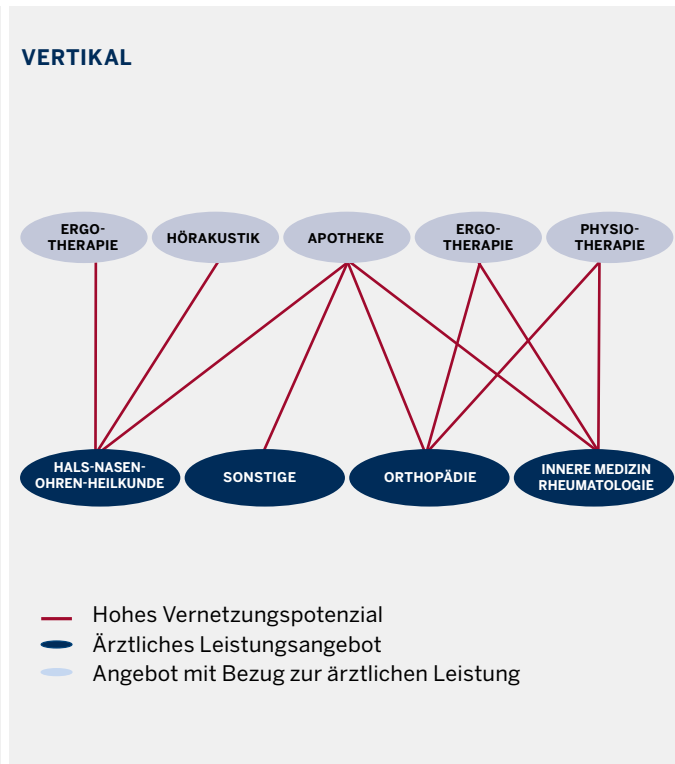 VERTIKAL
ERGO-
THERAPIE
HÖRAKUSTIK
APOTHEKE
ERGO-
THERAPIE
PHYSIO-
THERAPIE
HALS-NASEN-
OHREN-HEILKUNDE
SONSTIGE
ORTHOPÄDIE
INNERE MEDIZIN
RHEUMATOLOGIE
Hohes Vernetzungspotenzial
Ärztliches Leistungsangebot
Angebot mit Bezug zur ärztlichen Leistung